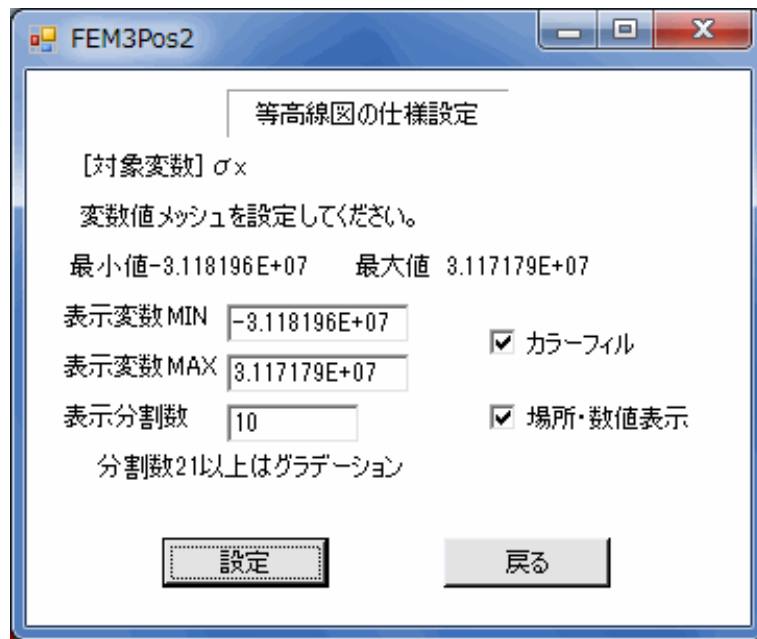 FEM3Pos2
等高線図の仕様設定
[対象変数] σx
変数値メッシュを設定してください。
最小値-3.118196E+07 最大値 3.117179E+07
表示変数MIN -3.118196E+07
カラーフィル
表示変数MAX 3.117179E+07
表示分割数 10
場所・数値表示
分割数21以上はグラデーション
設定 戻る